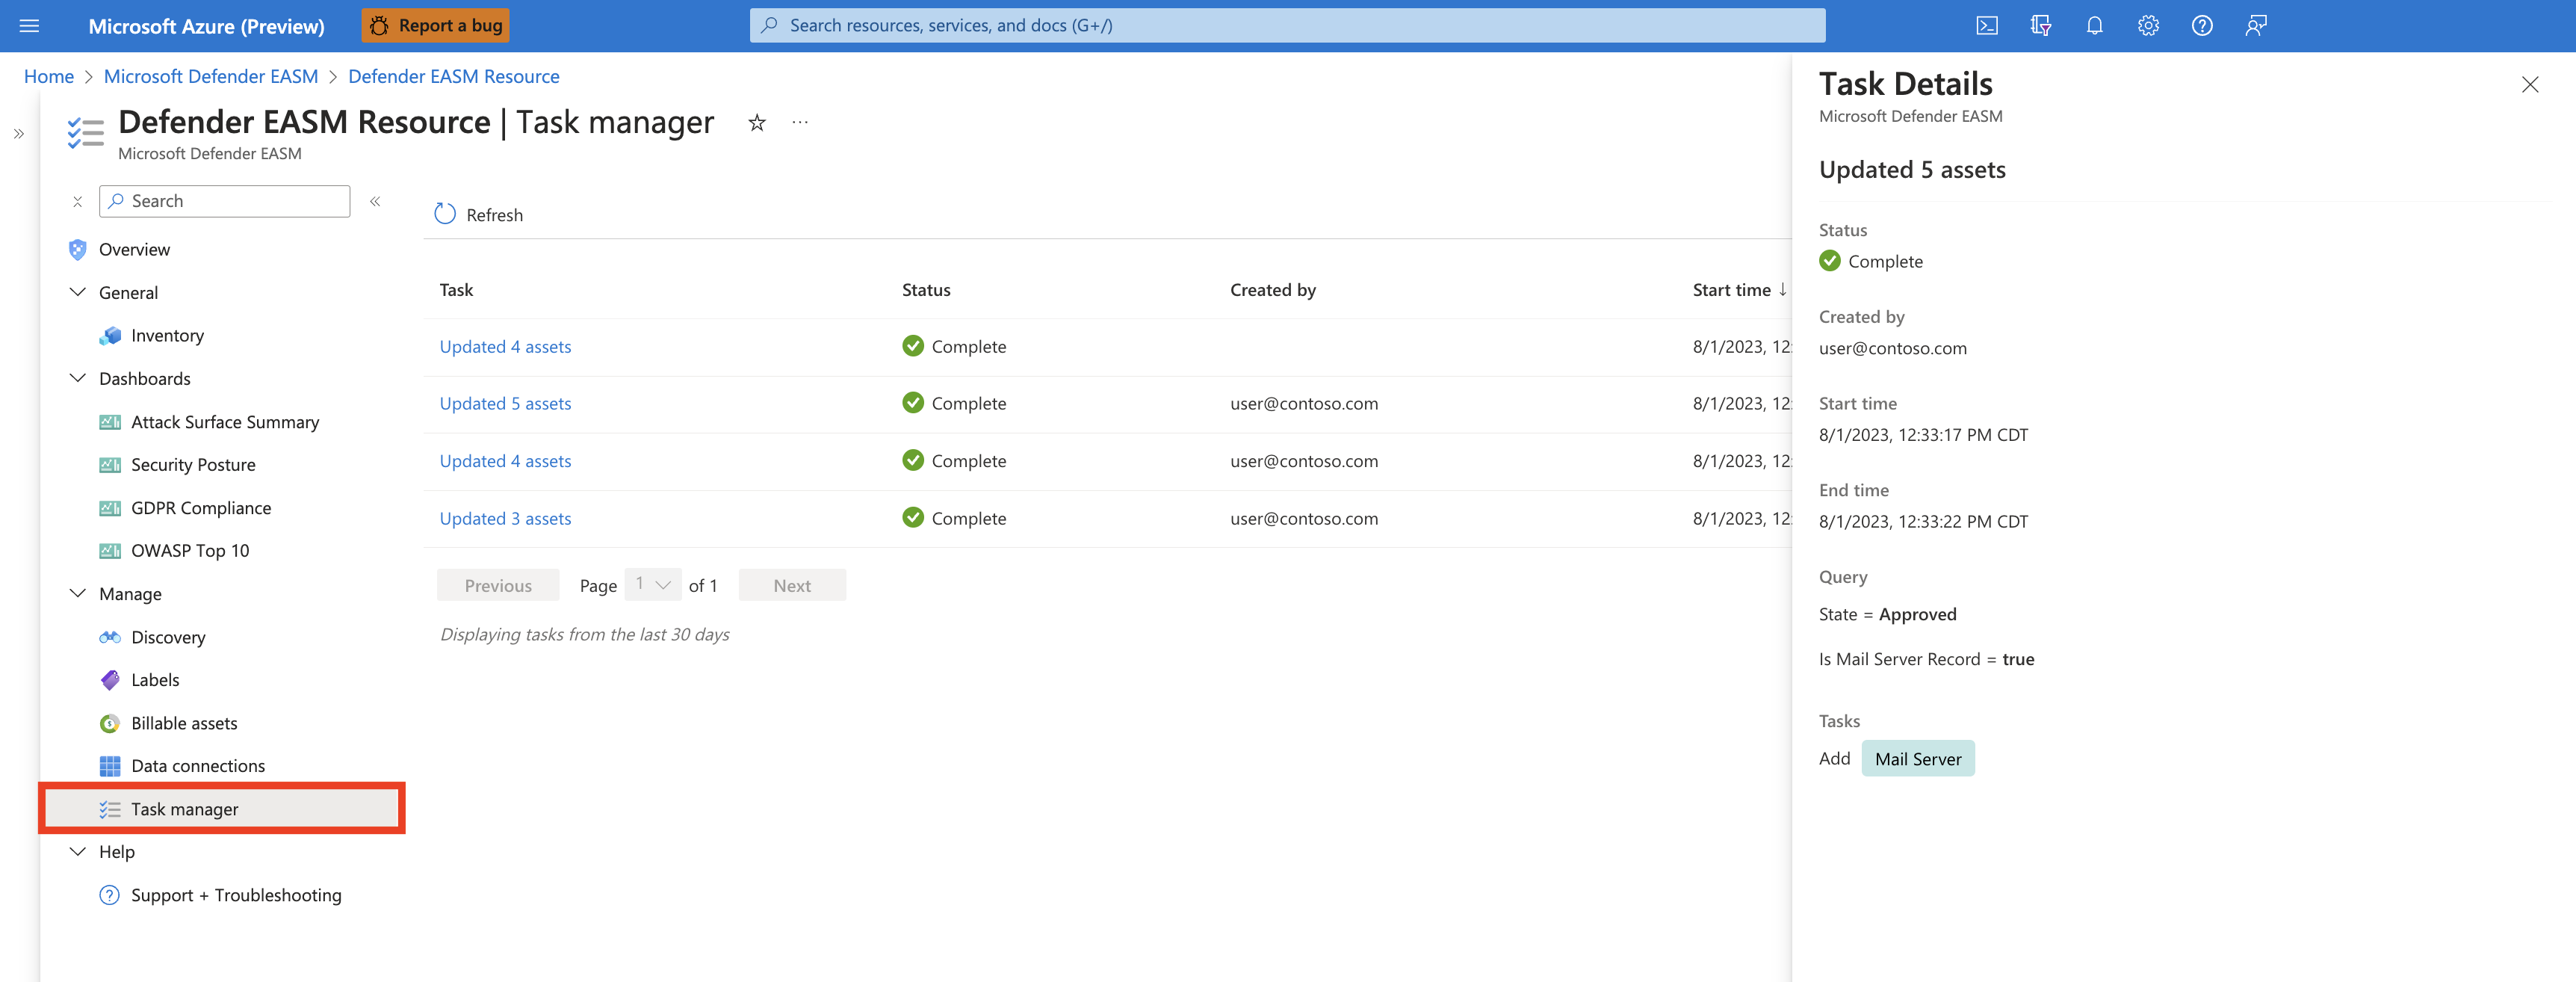 Microsoft Azure (Preview)
Report a bug
Search resources, services, and docs (G+/)
Home > Microsoft Defender EASM > Defender EASM Resource
Defender EASM Resource | Task manager
Microsoft Defender EASM
Search
Overview
General
Inventory
Dashboards
Attack Surface Summary
Security Posture
GDPR Compliance
OWASP Top 10
Manage
Discovery
Labels
Billable assets
Data connections
Task manager
Help
Support + Troubleshooting
Refresh
Task Status Created by Start time ↓
Updated 4 assets Complete 8/1/2023, 12:
Updated 5 assets Complete user@contoso.com 8/1/2023, 12:
Updated 4 assets Complete user@contoso.com 8/1/2023, 12:
Updated 3 assets Complete user@contoso.com 8/1/2023, 12:
Previous Page 1 of 1 Next
Displaying tasks from the last 30 days
Task Details
Microsoft Defender EASM
Updated 5 assets
Status
Complete
Created by
user@contoso.com
Start time
8/1/2023, 12:33:17 PM CDT
End time
8/1/2023, 12:33:22 PM CDT
Query
State = Approved
Is Mail Server Record = true
Tasks
Add Mail Server